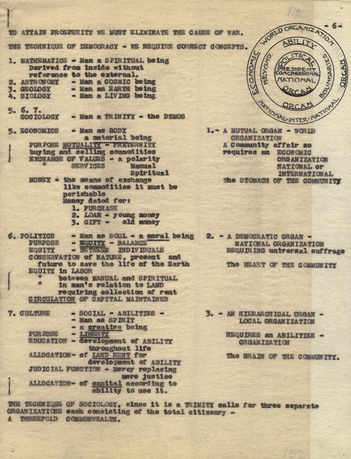 -6-
TO ATTAIN PROSPERITY WE MUST ELIMINATE THE CAUSE OF WAR.
THE TECHNIQUE OF DEMOCRACY - WE REQUIRE CORRECT CONCEPTS.
1. MATHEMATICS - Man a SPIRITUAL being
Derived from inside without
reference to the external.
2. ASTRONOMY - Man a COSMIC being
3. GEOLOGY - Man an EARTH being
4. BIOLOGY - Man a LIVING being
ECONOMIC WORLD ORGANIZATION
ABILITY
POLITICAL
PRESIDENT
CONGRESSIONAL
NATIONAL
ORGAN
ORGAN
NATIONAL-INTER-NATIONAL
5. 6. 7.
SOCIOLOGY - Man a TRINITY - the DEMOS
5. ECONOMICS - Man as BODY
a material being
PURPOSE MUTUALITY - FRATERNITY
buying and selling commodities
EXCHANGE OF VALUES - a polarity
" SERVICES Manual
Spiritual
MONEY - the means of exchange
like commodities it must be
perishable
Money dated for:
1. PURCHASE
2. LOAN - young money
3. GIFT - old money
1.- A MUTUAL ORGAN - WORLD
ORGANIZATION
A Community affair so
requires an ECONOMIC
ORGANIZATION
NATIONAL or
INTERNATIONAL
The STOMACH OF THE COMMUNITY
6. POLITICS - Man as SOUL - a moral being
PURPOSE - EQUITY - BALANCE
EQUITY - BETWEEN INDIVIDUALS
CONSERVATION OF NATURE, present and
future to save the life of the Earth
EQUITY in LABOR
" between MANUAL and SPIRITUAL
" in man's relation to LAND
requiring collection of rent
CIRCULATION OF CAPITAL MAINTAINED
2. - A DEMOCRATIC ORGAN -
NATIONAL ORGANIZATION
REQUIRING universal suffrage
The HEART OF THE COMMUNITY
7. CULTURE - SOCIAL - ABILITIES -
Man as SPIRIT
- a creative being
PURPOSE - LIBERTY
EDUCATION - development of ABILITY
throughout life
ALLOCATION- of LAND RENT for
development of ABILITY
JUDICIAL FUNCTION - Mercy replacing
mere justice
ALLOCATION- of capital according to
ability to use it.
3. - AN HIERARCHICAL ORGAN -
LOCAL ORGANIZATION
REQUIRES an ABILITIES -
ORGANIZATION
The BRAIN OF THE COMMUNITY.
THE TECHNIQUE OF SOCIOLOGY, since it is a TRINITY calls for three separate
ORGANIZATIONS each consisting of the total citizenry -
A THREEFOLD COMMONWEALTH.